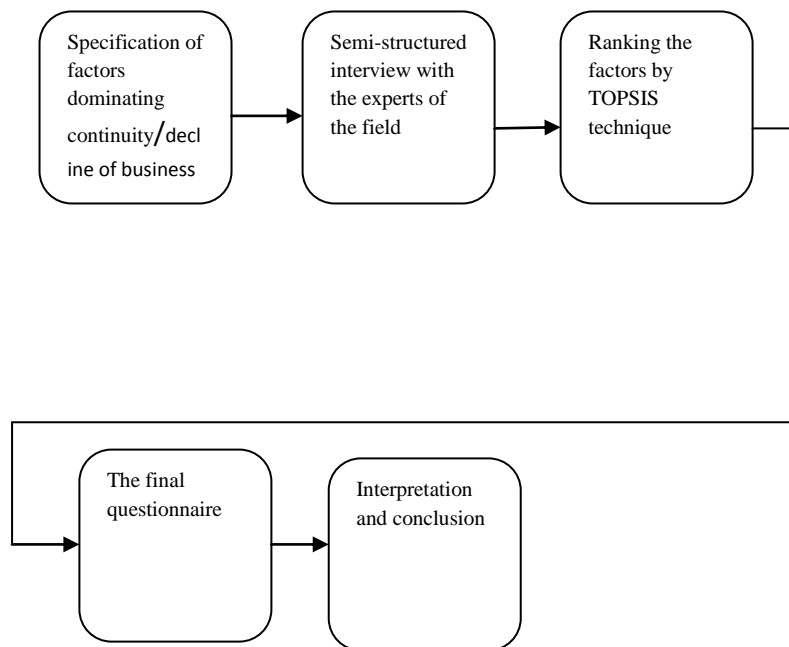 Specification of
factors
dominating
continuity/decl
ine of business
Semi-structured
interview with
the experts of
the field
Ranking the
factors by
TOPSIS
technique
The final
questionnaire
Interpretation
and conclusion